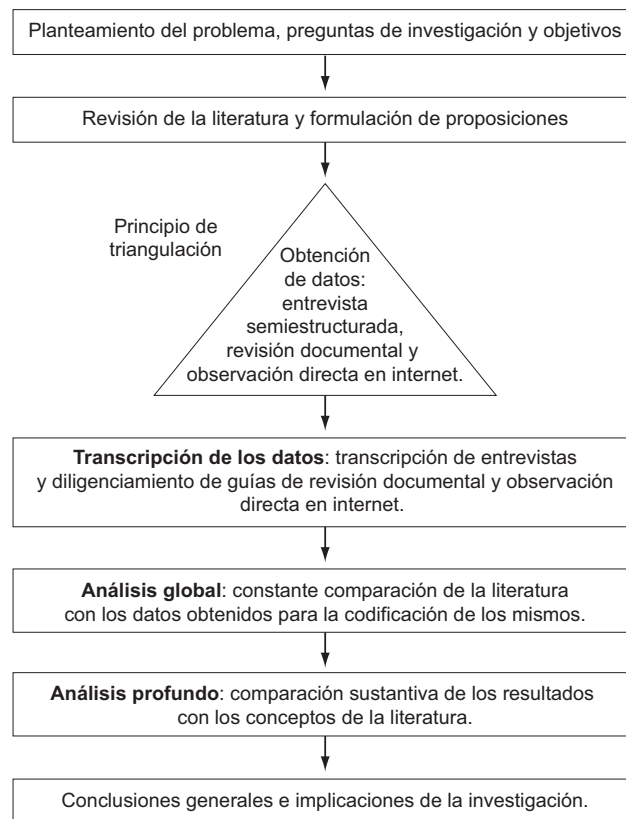 Planteamiento del problema, preguntas de investigación y objetivos
Revisión de la literatura y formulación de proposiciones
Principio de
triangulación
Obtención
de datos:
entrevista
semiestructurada,
revisión documental y
observación directa en internet.
Transcripción de los datos: transcripción de entrevistas
y diligenciamiento de guías de revisión documental y observación
directa en internet.
Análisis global: constante comparación de la literatura
con los datos obtenidos para la codificación de los mismos.
Análisis profundo: comparación sustantiva de los resultados
con los conceptos de la literatura.
Conclusiones generales e implicaciones de la investigación.